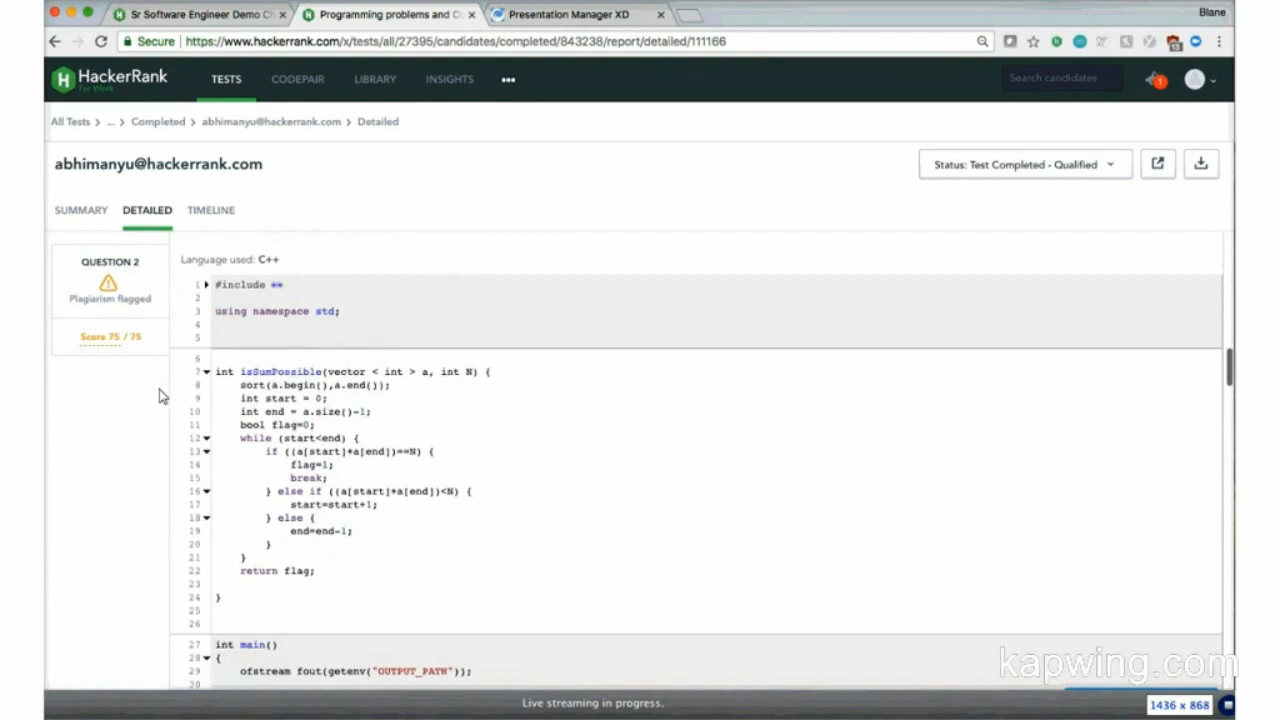 Sr Software Engineer Demo Ch
Programming problems and Co
Presentation Manager XD
Blane
Secure
https://www.hackerrank.com/x/tests/all/27395/candidates/completed/843238/report/detailed/111166
HackerRank
For Work
TESTS
CODEPAIR
LIBRARY
INSIGHTS
•••
Search candidates
1
All Tests > ... > Completed > abhimanyu@hackerrank.com > Detailed
abhimanyu@hackerrank.com
Status: Test Completed - Qualified
SUMMARY
DETAILED
TIMELINE
QUESTION 2
Plagiarism flagged
Score 75 / 75
Language used: C++
1 #include
2
3 using namespace std;
4
5
6
7 int isSumPossible(vector < int > a, int N) {
8 sort(a.begin(),a.end());
9 int start = 0;
10 int end = a.size()-1;
11 bool flag=0;
12 while (start<end) {
13 if ((a[start]+a[end])==N) {
14 flag=1;
15 break;
16 } else if ((a[start]+a[end])<N) {
17 start=start+1;
18 } else {
19 end=end-1;
20 }
21 }
22 return flag;
23
24 }
25
26
27 int main()
28 {
29 ofstream fout(getenv("OUTPUT_PATH"));
30
kapwing.com
Live streaming in progress.
1436 x 868